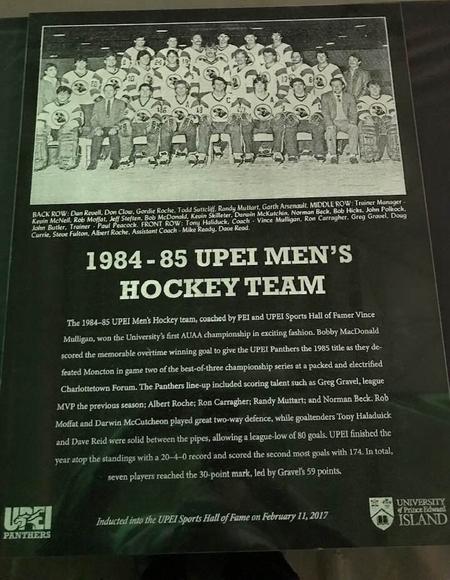 BACK ROW: Dan Revell, Don Clow, Gordie Roche, Todd Sutcliff, Randy Muttart, Garth Arsenault. MIDDLE ROW: Trainer Manager -
Kevin McNeil, Rob Moffat, Jeff Steffen, Bob McDonald, Kevin Skilleter, Darwin McKutchin, Norman Beck, Bob Hicks, John Polkock,
John Butler, Trainer - Paul Peacock. FRONT ROW: Tony Haliduck, Coach - Vince Mulligan, Ron Carragher, Greg Gravel, Doug
Currie, Steve Fulton, Albert Roche, Assistant Coach - Mike Ready, Dave Read.
1984-85 UPEI MEN'S
HOCKEY TEAM
The 1984-85 UPEI Men's Hockey team, coached by PEI and UPEI Sports Hall of Famer Vince
Mulligan, won the University's first AUAA championship in exciting fashion. Bobby MacDonald
scored the memorable overtime winning goal to give the UPEI Panthers the 1985 title as they de-
feated Moncton in game two of the best-of-three championship series at a packed and electrified
Charlottetown Forum. The Panthers line-up included scoring talent such as Greg Gravel, league
MVP the previous season; Albert Roche; Ron Carragher; Randy Muttart; and Norman Beck. Rob
Moffat and Darwin McCutcheon played great two-way defence, while goaltenders Tony Haladuick
and Dave Reid were solid between the pipes, allowing a league-low of 80 goals. UPEI finished the
year atop the standings with a 20-4-0 record and scored the second most goals with 174. In total,
seven players reached the 30-point mark, led by Gravel's 59 points.
UPEI
PANTHERS
Inducted into the UPEI Sports Hall of Fame on February 11, 2017
UNIVERSITY
of Prince Edward
ISLAND